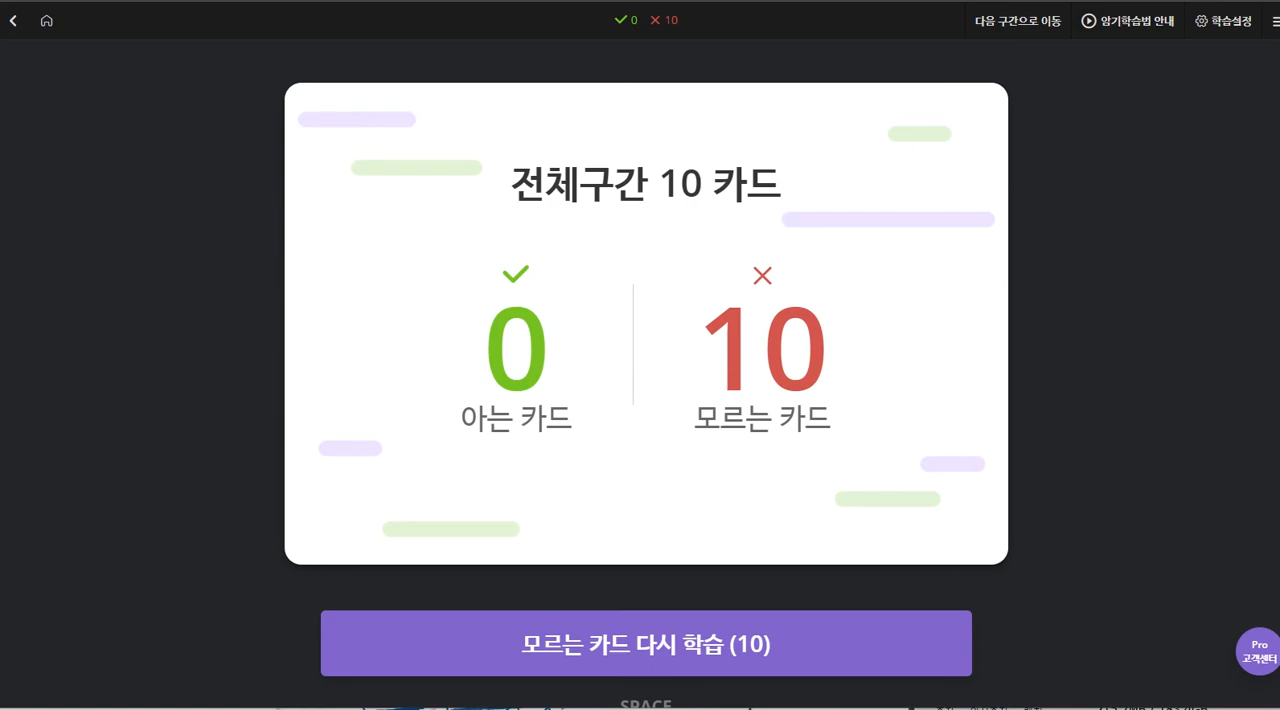 0 10
다음 구간으로 이동
암기학습법 안내
학습설정
전체구간 10 카드
0
아는 카드
10
모르는 카드
모르는 카드 다시 학습 (10)
Pro
고객센터
SPACE